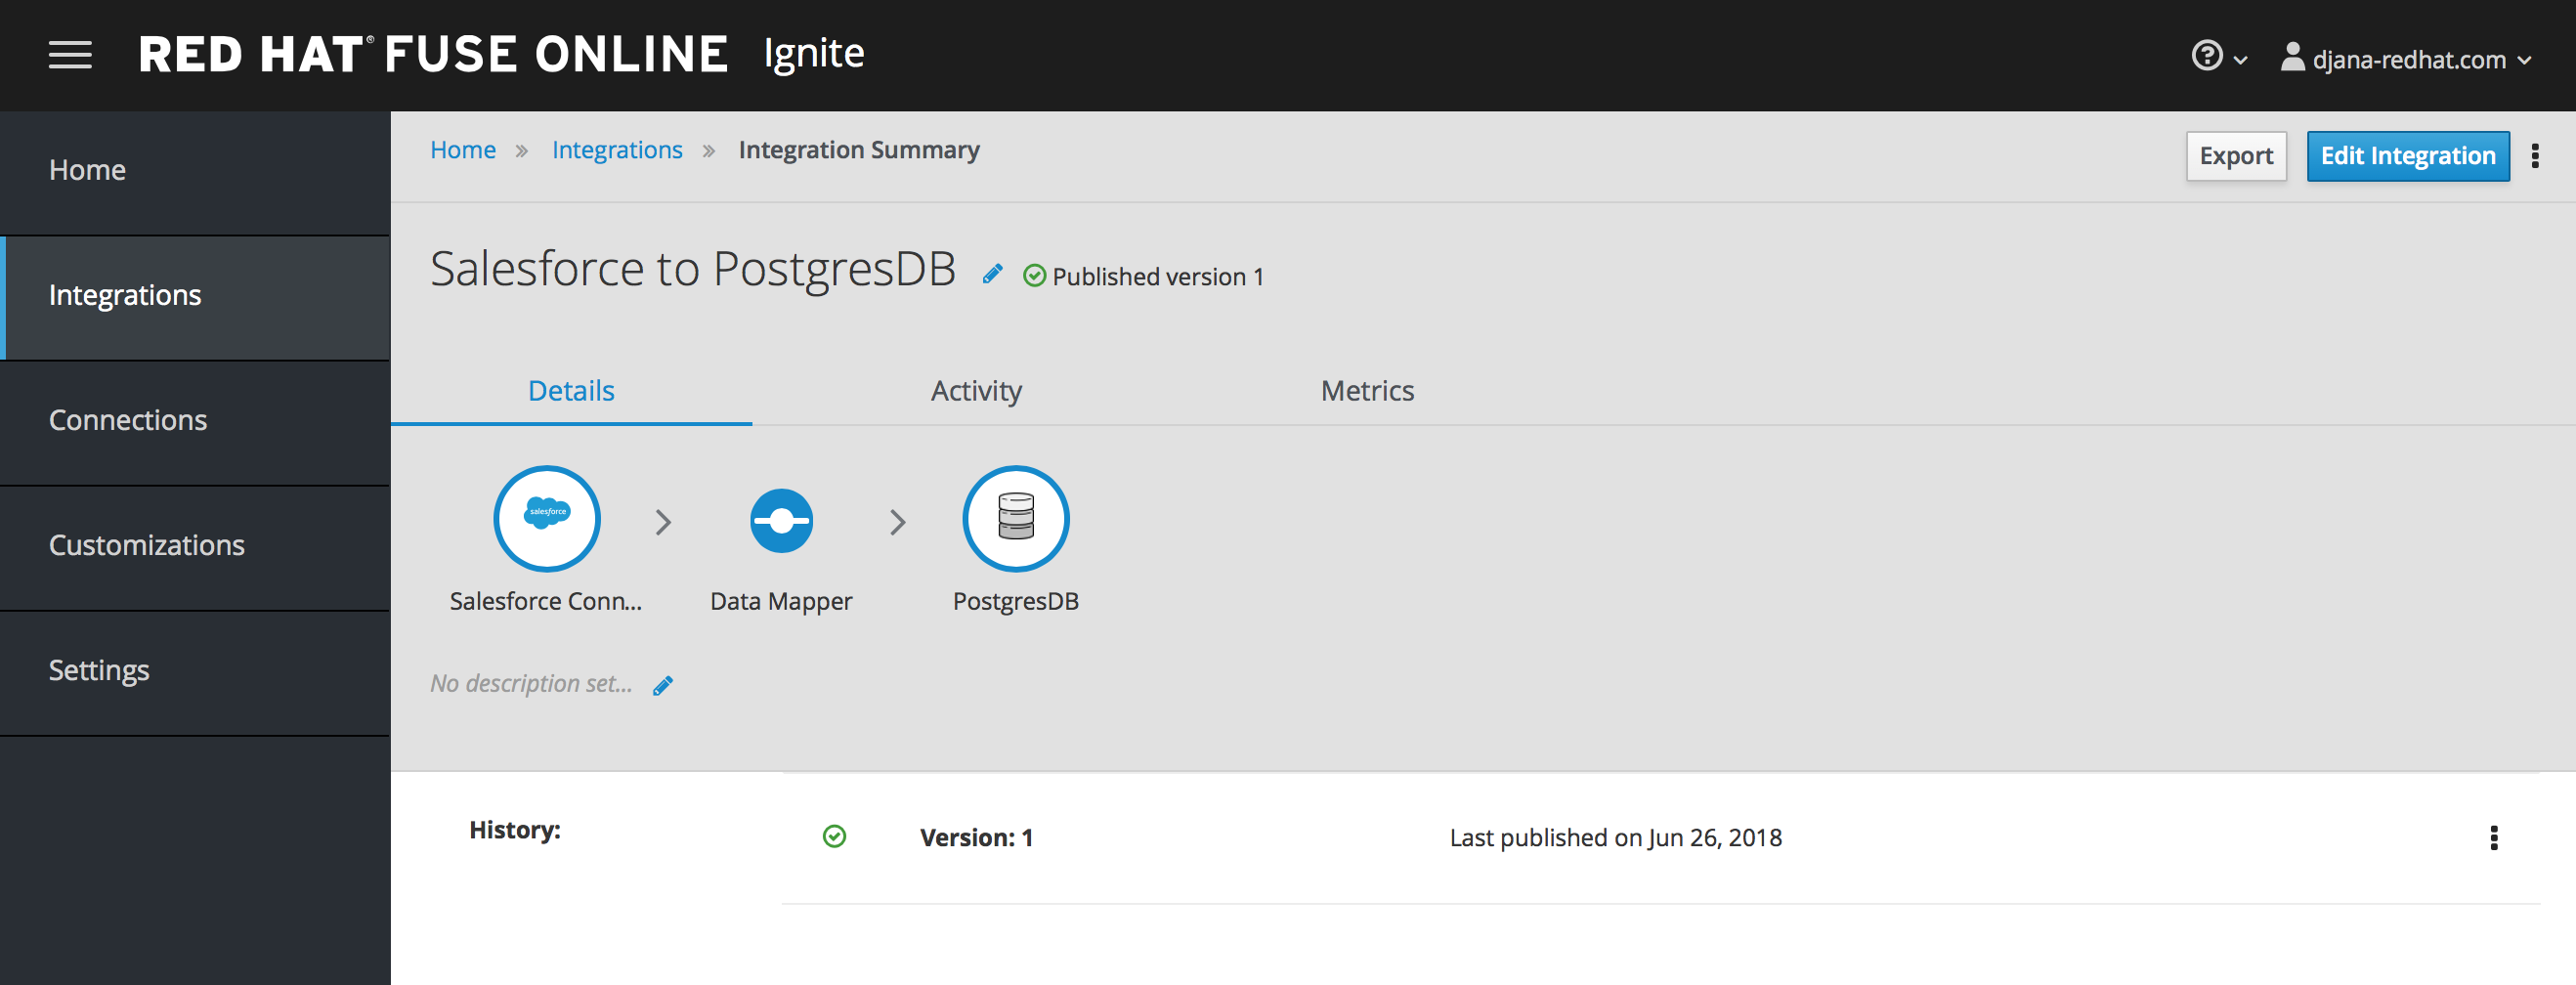 RED HAT® FUSE ONLINE Ignite
djana-redhat.com
Home
Integrations
Connections
Customizations
Settings
Home » Integrations » Integration Summary
Export
Edit Integration
Salesforce to PostgresDB
Published version 1
Details
Activity
Metrics
salesforce
Salesforce Conn...
Data Mapper
PostgresDB
No description set...
History:
Version: 1
Last published on Jun 26, 2018